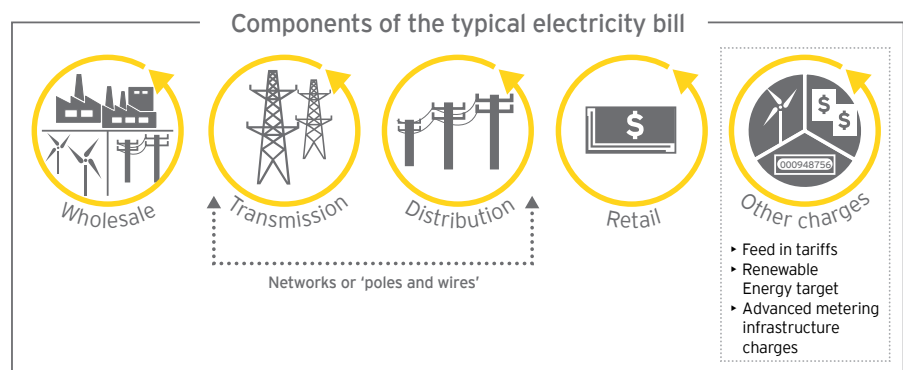 Components of the typical electricity bill
$
$
$
000948756
Wholesale
Transmission
Distribution
Retail
Other charges
Networks or ‘poles and wires’
‣ Feed in tariffs
‣ Renewable
Energy target
‣ Advanced metering
infrastructure
charges